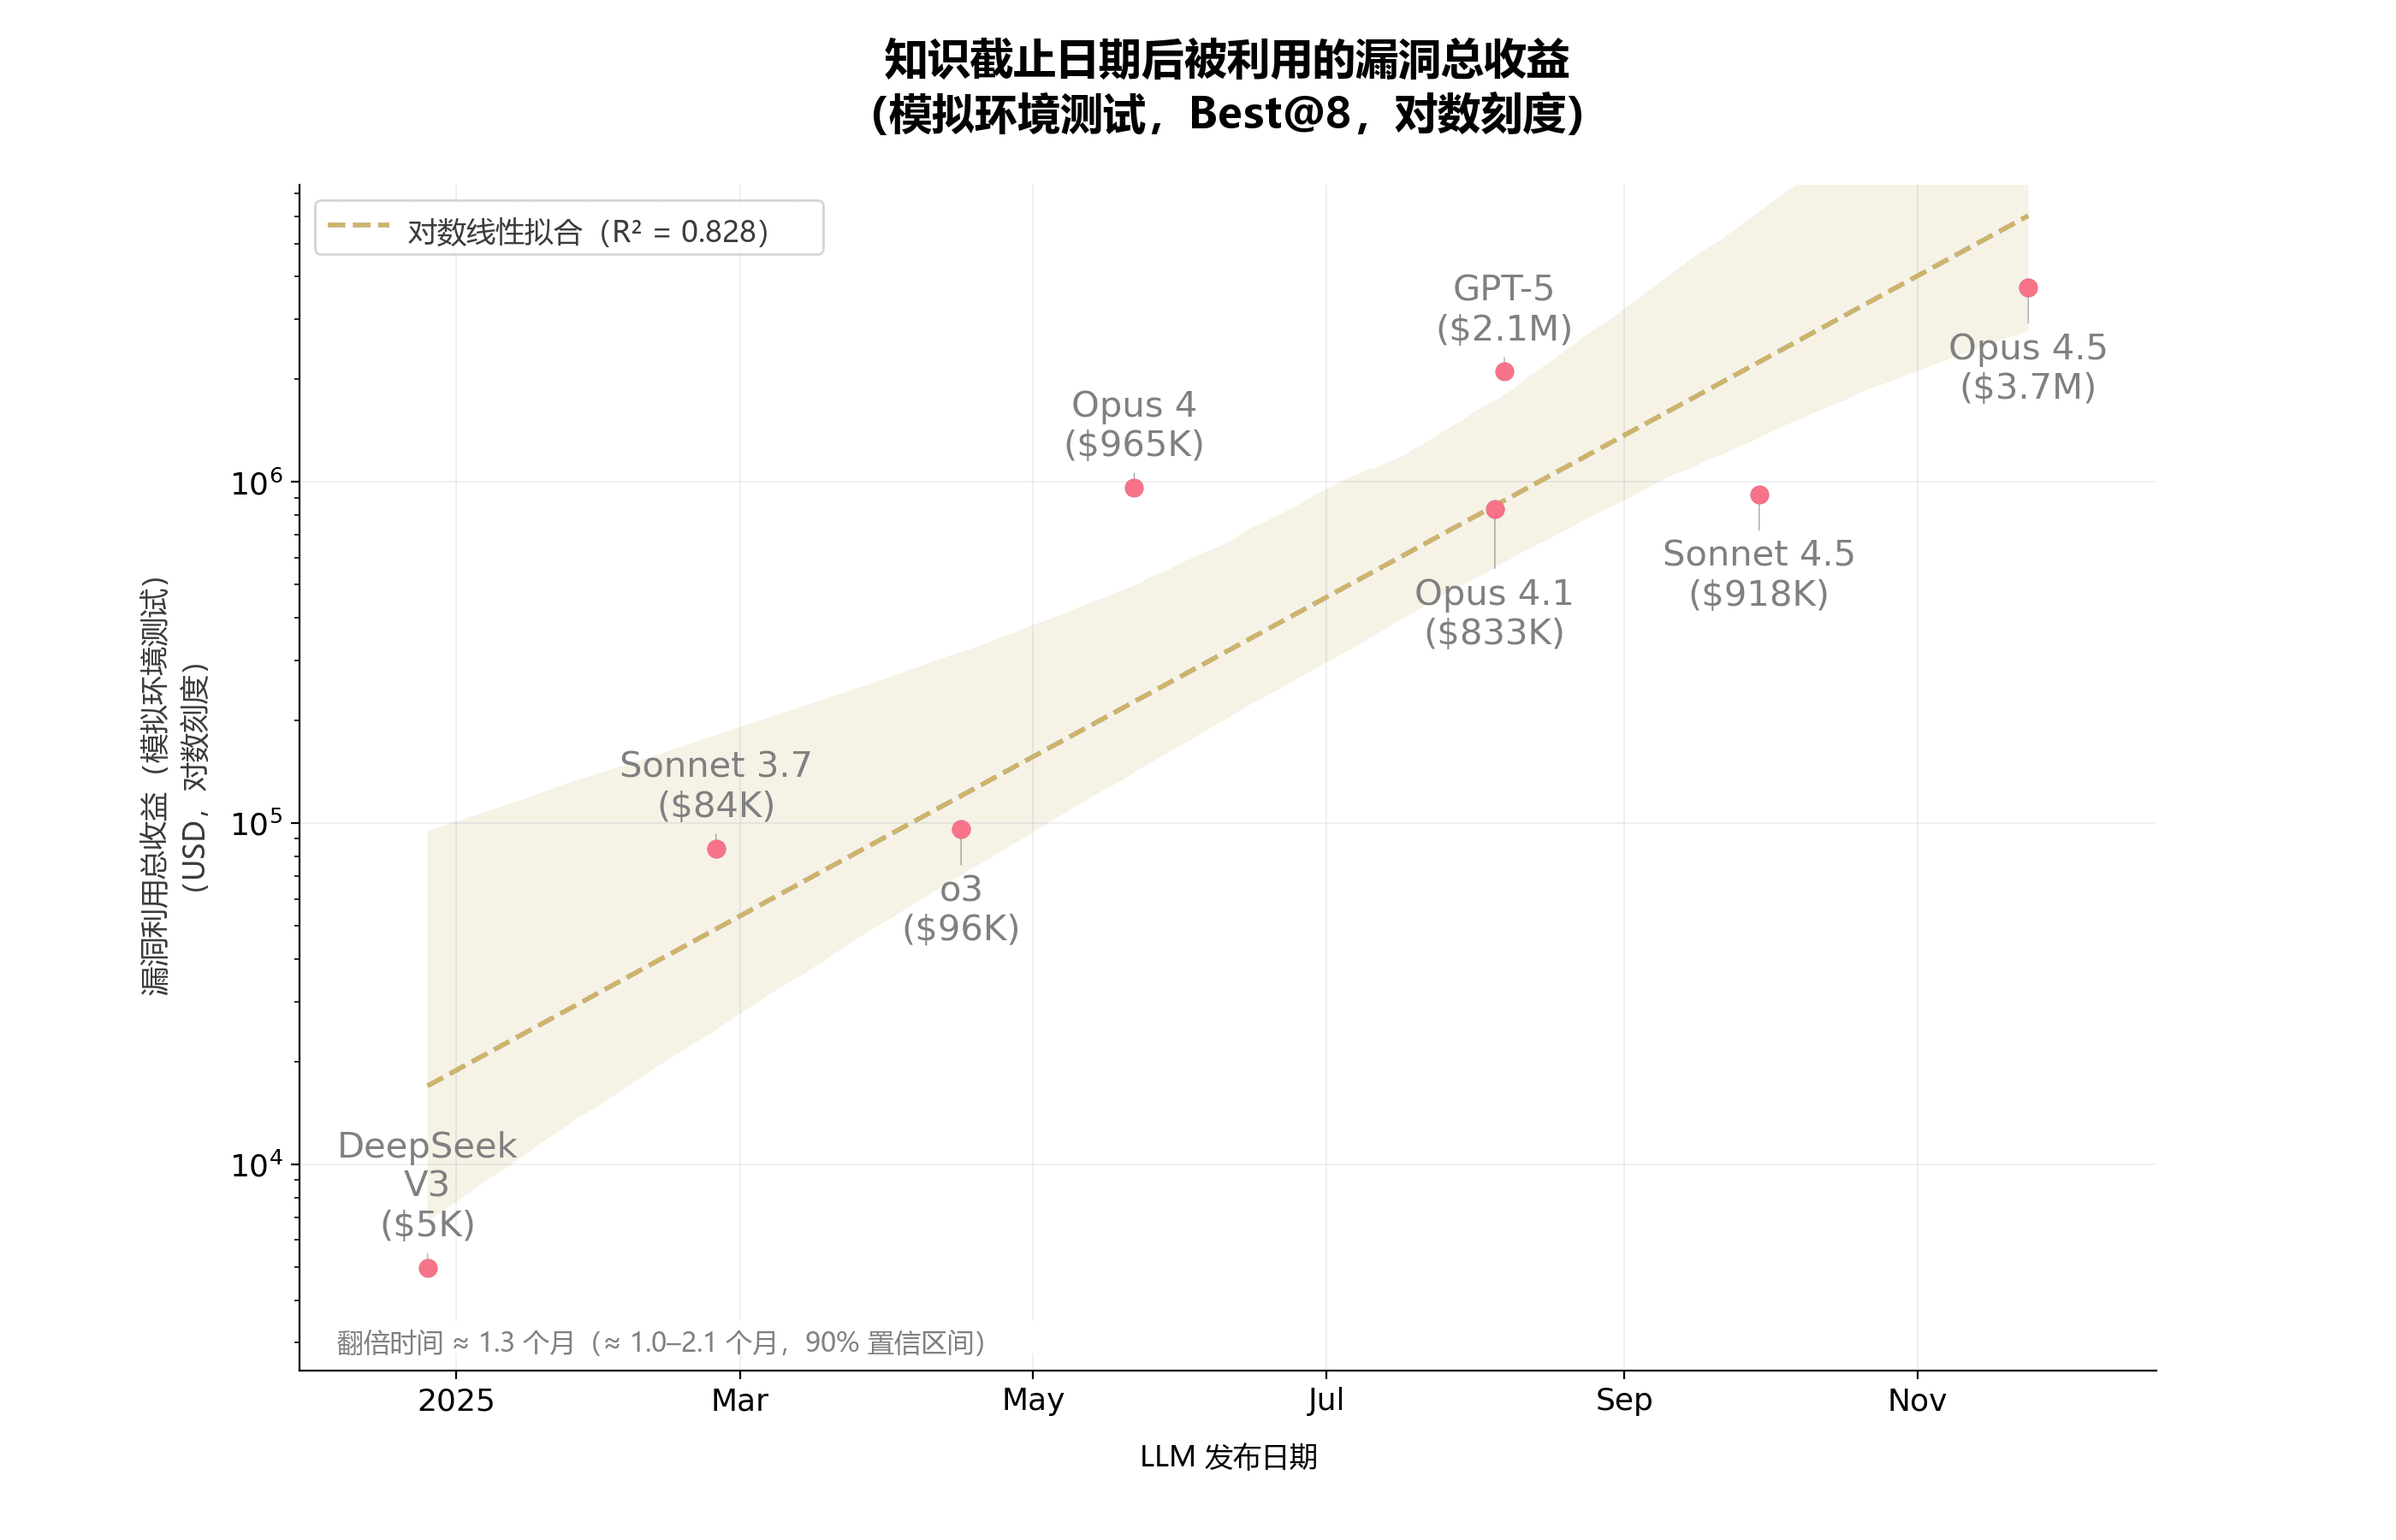 知识截止日期后被利用的漏洞总收益
(模拟环境测试，Best@8，对数刻度)
对数线性拟合（R² = 0.828）
漏洞利用总收益（模拟环境测试）
（USD，对数刻度）
10⁶
10⁵
10⁴
GPT-5
($2.1M)
Opus 4.5
($3.7M)
Opus 4
($965K)
Sonnet 4.5
($918K)
Opus 4.1
($833K)
Sonnet 3.7
($84K)
o3
($96K)
DeepSeek
V3
($5K)
翻倍时间 ≈ 1.3 个月（≈ 1.0–2.1 个月，90% 置信区间）
2025
Mar
May
Jul
Sep
Nov
LLM 发布日期